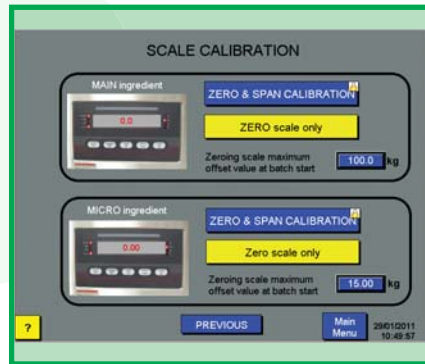 SCALE CALIBRATION
MAIN ingredient
0.0
ZERO & SPAN CALIBRATION
ZERO scale only
Zeroing scale maximum
offset value at batch start
100.0 kg
MICRO ingredient
0.00
ZERO & SPAN CALIBRATION
Zero scale only
Zeroing scale maximum
offset value at batch start
15.00 kg
?
PREVIOUS
Main
Menu
29/01/2011
10:49:57